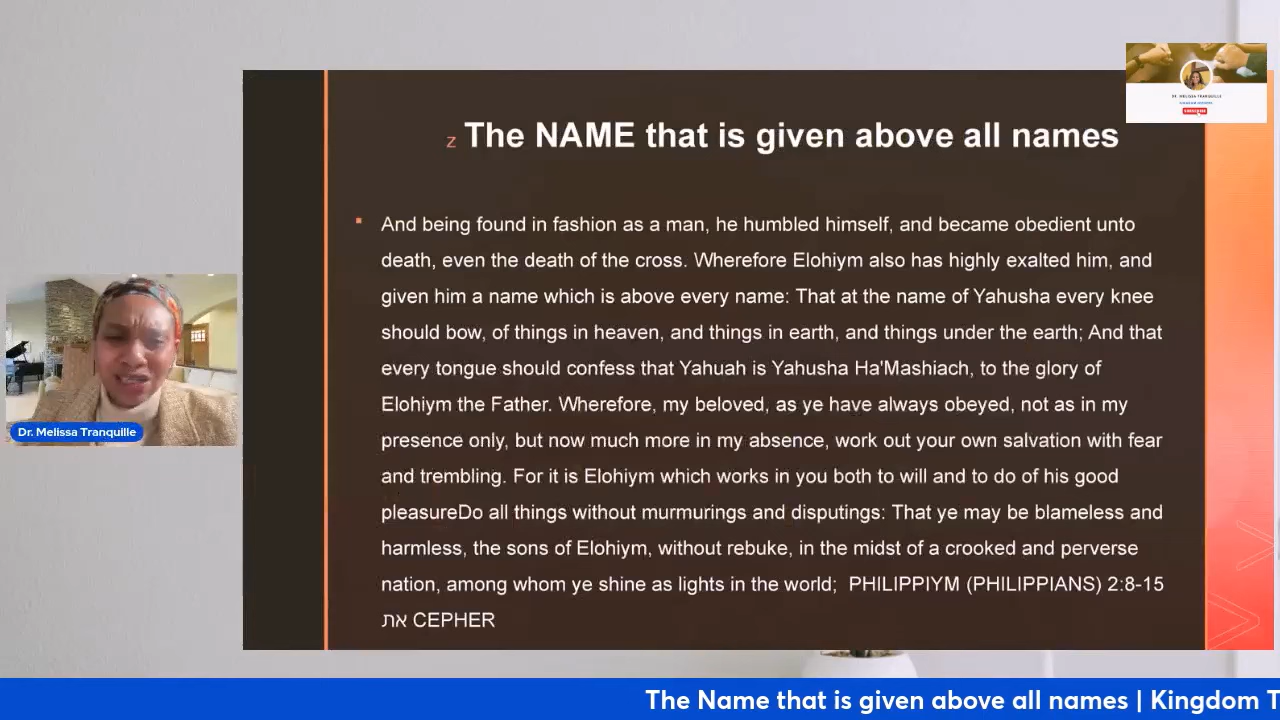 DR. MELISSA TRANQUILLE
SUBSCRIBE
z The NAME that is given above all names
▪ And being found in fashion as a man, he humbled himself, and became obedient unto
death, even the death of the cross. Wherefore Elohiym also has highly exalted him, and
given him a name which is above every name: That at the name of Yahusha every knee
should bow, of things in heaven, and things in earth, and things under the earth; And that
every tongue should confess that Yahuah is Yahusha Ha'Mashiach, to the glory of
Elohiym the Father. Wherefore, my beloved, as ye have always obeyed, not as in my
presence only, but now much more in my absence, work out your own salvation with fear
and trembling. For it is Elohiym which works in you both to will and to do of his good
pleasureDo all things without murmurings and disputings: That ye may be blameless and
harmless, the sons of Elohiym, without rebuke, in the midst of a crooked and perverse
nation, among whom ye shine as lights in the world; PHILIPPIYM (PHILIPPIANS) 2:8-15
את CEPHER
Dr. Melissa Tranquille
The Name that is given above all names | Kingdom T